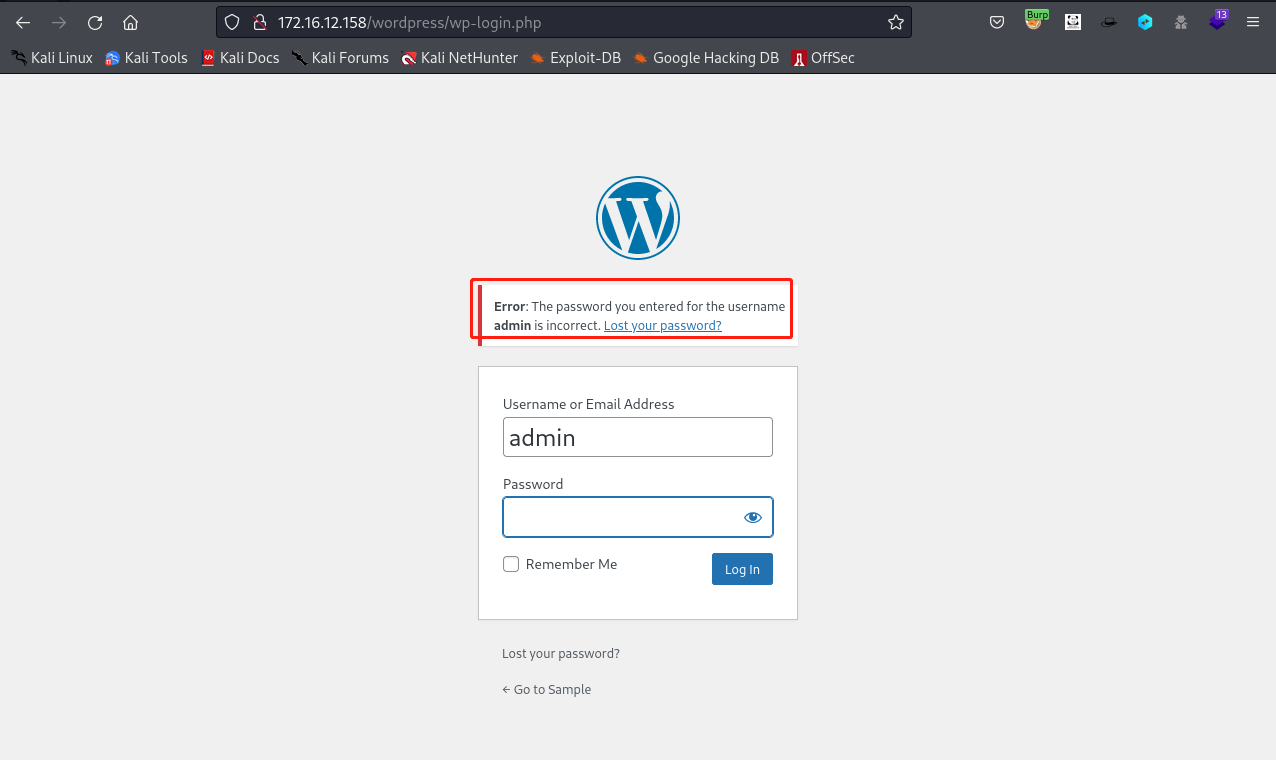 172.16.12.158/wordpress/wp-login.php
Burp
13
Kali Linux Kali Tools Kali Docs Kali Forums Kali NetHunter Exploit-DB Google Hacking DB OffSec
Error: The password you entered for the username
admin is incorrect. Lost your password?
Username or Email Address
admin
Password
Remember Me
Log In
Lost your password?
← Go to Sample